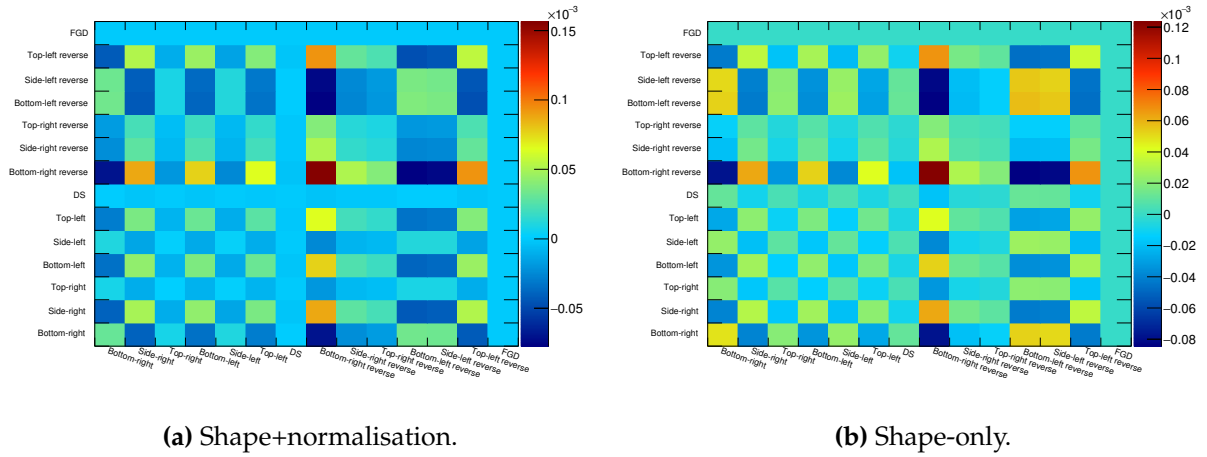 ×10⁻³
FGD
Top-left reverse
Side-left reverse
Bottom-left reverse
Top-right reverse
Side-right reverse
Bottom-right reverse
DS
Top-left
Side-left
Bottom-left
Top-right
Side-right
Bottom-right
Bottom-right
Side-right
Top-right
Bottom-left
Side-left
Top-left
DS
Bottom-right reverse
Side-right reverse
Top-right reverse
Bottom-left reverse
Side-left reverse
Top-left reverse
FGD
0.15
0.1
0.05
0
−0.05
(a) Shape+normalisation.
×10⁻³
FGD
Top-left reverse
Side-left reverse
Bottom-left reverse
Top-right reverse
Side-right reverse
Bottom-right reverse
DS
Top-left
Side-left
Bottom-left
Top-right
Side-right
Bottom-right
Bottom-right
Side-right
Top-right
Bottom-left
Side-left
Top-left
DS
Bottom-right reverse
Side-right reverse
Top-right reverse
Bottom-left reverse
Side-left reverse
Top-left reverse
FGD
0.12
0.1
0.08
0.06
0.04
0.02
0
−0.02
−0.04
−0.06
−0.08
(b) Shape-only.